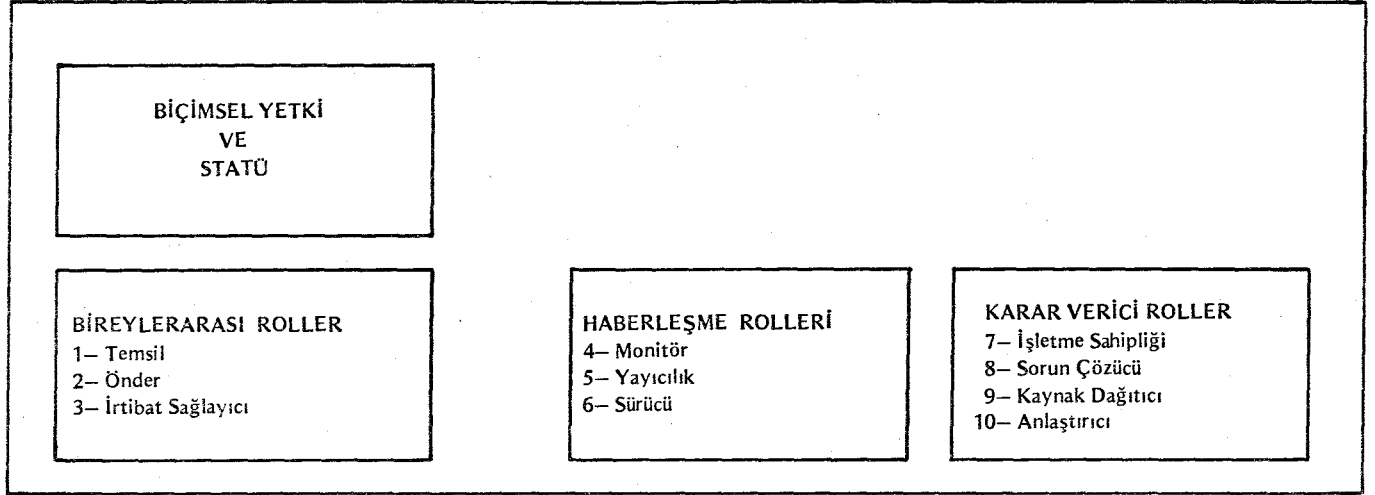 BİÇİMSEL YETKİ
VE
STATÜ
BİREYLERARASI ROLLER
1— Temsil
2— Önder
3— İrtibat Sağlayıcı
HABERLEŞME ROLLERİ
4— Monitör
5— Yayıcılık
6— Sürücü
KARAR VERİCİ ROLLER
7— İşletme Sahipliği
8— Sorun Çözücü
9— Kaynak Dağıtıcı
10— Anlaştırıcı